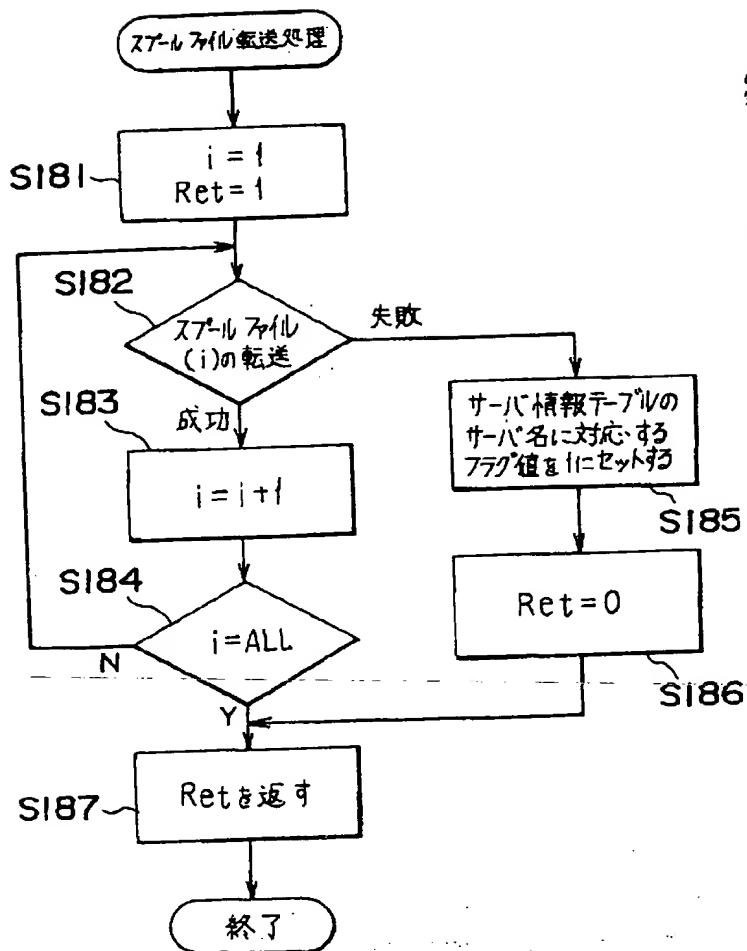 スプールファイル転送処理
S181
i = 1
Ret = 1
S182
スプールファイル
(i)の転送
失敗
成功
S183
i = i+1
サーバ情報テーブルの
サーバ名に対応する
フラグ値を1にセットする
S185
S184
i=ALL
N
Y
Ret=0
S186
S187
Retを返す
終了